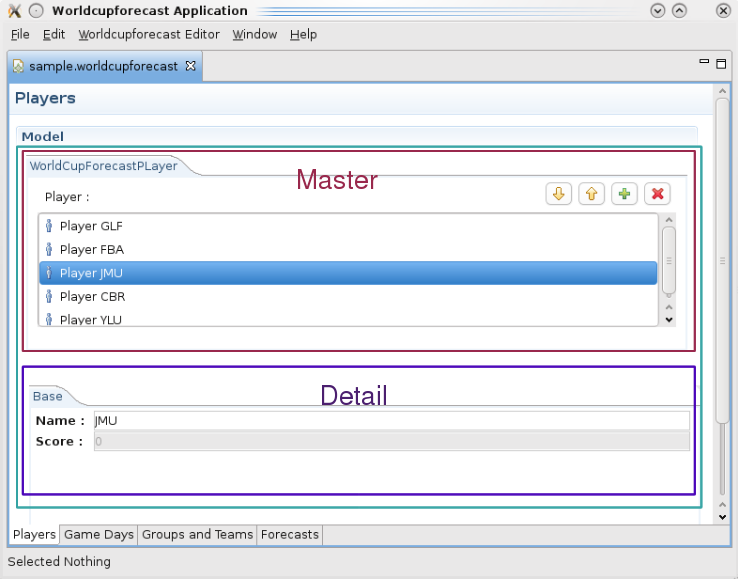 Worldcupforecast Application
File Edit Worldcupforecast Editor Window Help
sample.worldcupforecast
Players
Model
WorldCupForecastPLayer
Master
Player :
Player GLF
Player FBA
Player JMU
Player CBR
Player YLU
Detail
Base
Name : JMU
Score : 0
Players Game Days Groups and Teams Forecasts
Selected Nothing